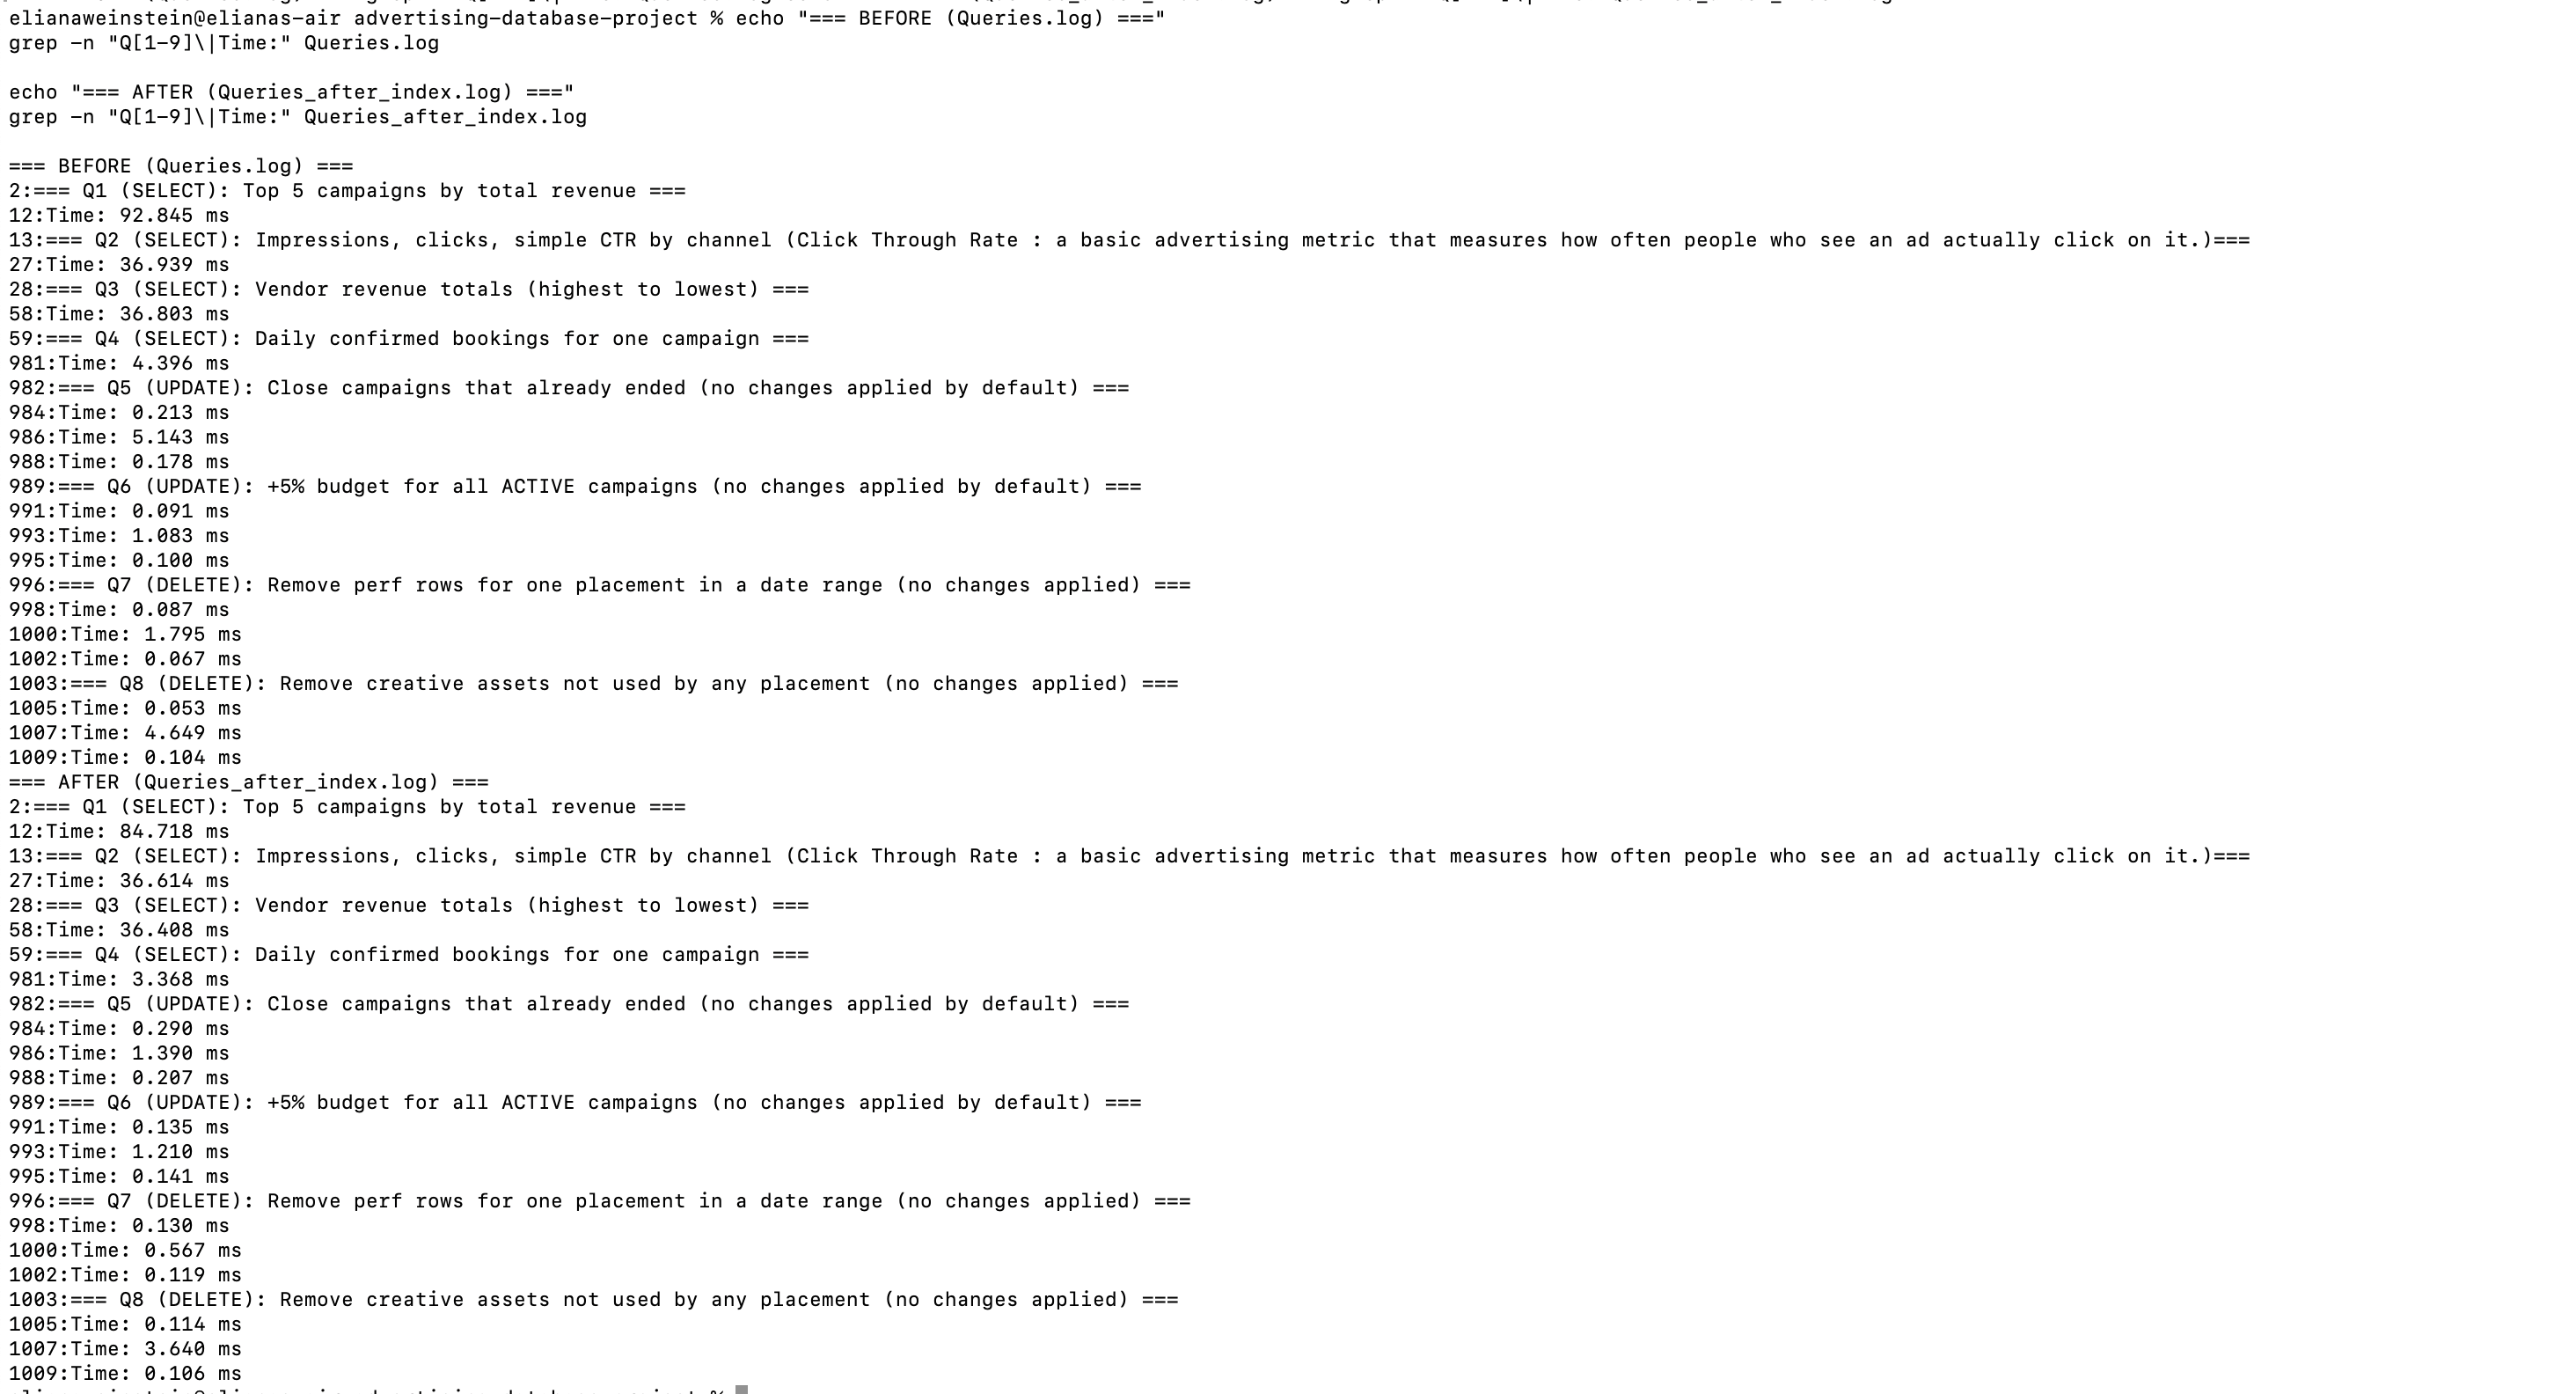 elianaweinstein@elianas-air advertising-database-project % echo "=== BEFORE (Queries.log) ==="
grep -n "Q[1-9]\|Time:" Queries.log
echo "=== AFTER (Queries_after_index.log) ==="
grep -n "Q[1-9]\|Time:" Queries_after_index.log
=== BEFORE (Queries.log) ===
2:=== Q1 (SELECT): Top 5 campaigns by total revenue ===
12:Time: 92.845 ms
13:=== Q2 (SELECT): Impressions, clicks, simple CTR by channel (Click Through Rate : a basic advertising metric that measures how often people who see an ad actually click on it.)===
27:Time: 36.939 ms
28:=== Q3 (SELECT): Vendor revenue totals (highest to lowest) ===
58:Time: 36.803 ms
59:=== Q4 (SELECT): Daily confirmed bookings for one campaign ===
981:Time: 4.396 ms
982:=== Q5 (UPDATE): Close campaigns that already ended (no changes applied by default) ===
984:Time: 0.213 ms
986:Time: 5.143 ms
988:Time: 0.178 ms
989:=== Q6 (UPDATE): +5% budget for all ACTIVE campaigns (no changes applied by default) ===
991:Time: 0.091 ms
993:Time: 1.083 ms
995:Time: 0.100 ms
996:=== Q7 (DELETE): Remove perf rows for one placement in a date range (no changes applied) ===
998:Time: 0.087 ms
1000:Time: 1.795 ms
1002:Time: 0.067 ms
1003:=== Q8 (DELETE): Remove creative assets not used by any placement (no changes applied) ===
1005:Time: 0.053 ms
1007:Time: 4.649 ms
1009:Time: 0.104 ms
=== AFTER (Queries_after_index.log) ===
2:=== Q1 (SELECT): Top 5 campaigns by total revenue ===
12:Time: 84.718 ms
13:=== Q2 (SELECT): Impressions, clicks, simple CTR by channel (Click Through Rate : a basic advertising metric that measures how often people who see an ad actually click on it.)===
27:Time: 36.614 ms
28:=== Q3 (SELECT): Vendor revenue totals (highest to lowest) ===
58:Time: 36.408 ms
59:=== Q4 (SELECT): Daily confirmed bookings for one campaign ===
981:Time: 3.368 ms
982:=== Q5 (UPDATE): Close campaigns that already ended (no changes applied by default) ===
984:Time: 0.290 ms
986:Time: 1.390 ms
988:Time: 0.207 ms
989:=== Q6 (UPDATE): +5% budget for all ACTIVE campaigns (no changes applied by default) ===
991:Time: 0.135 ms
993:Time: 1.210 ms
995:Time: 0.141 ms
996:=== Q7 (DELETE): Remove perf rows for one placement in a date range (no changes applied) ===
998:Time: 0.130 ms
1000:Time: 0.567 ms
1002:Time: 0.119 ms
1003:=== Q8 (DELETE): Remove creative assets not used by any placement (no changes applied) ===
1005:Time: 0.114 ms
1007:Time: 3.640 ms
1009:Time: 0.106 ms